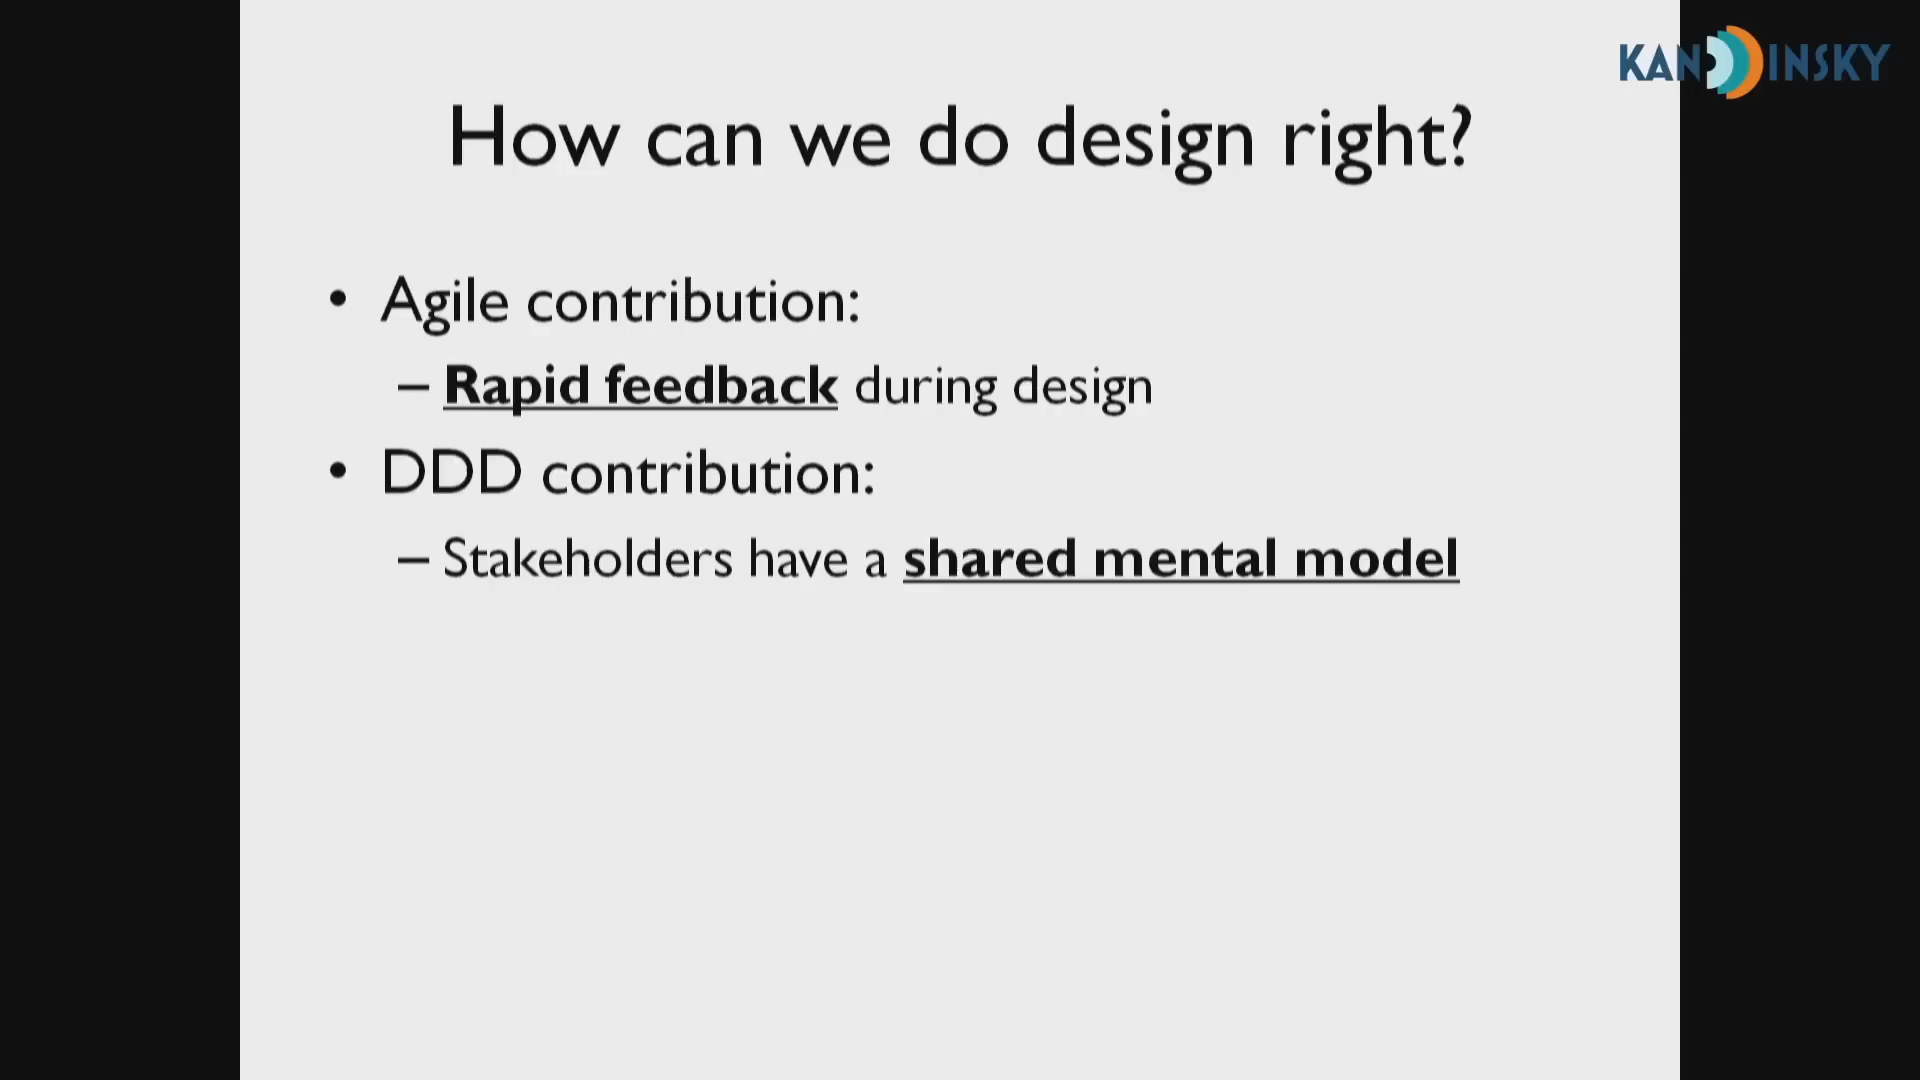 KANDDDINSKY
How can we do design right?
• Agile contribution:
– Rapid feedback during design
• DDD contribution:
– Stakeholders have a shared mental model